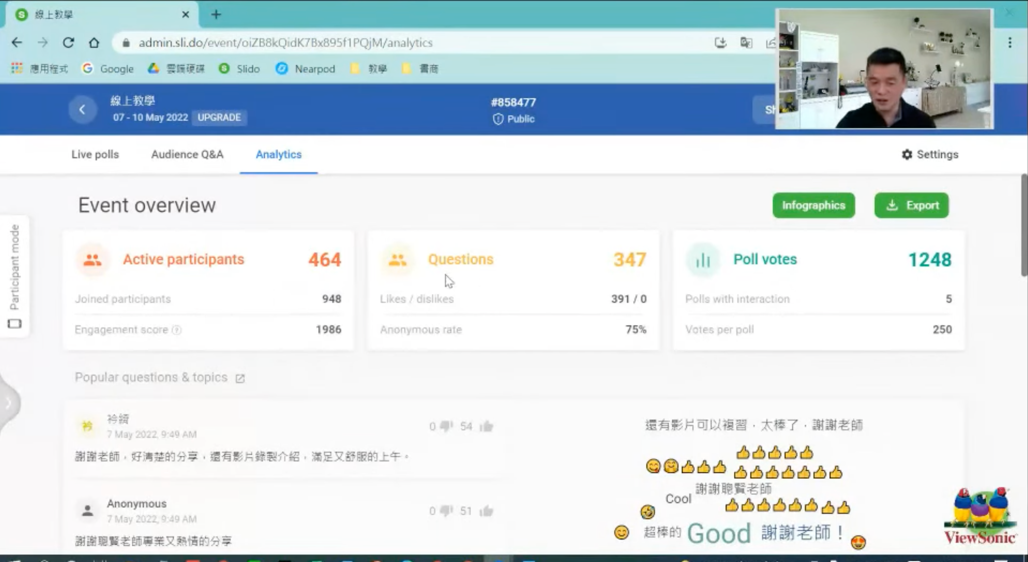 線上教學
admin.sli.do/event/oiZB8kQidK7Bx895f1PQjM/analytics
應用程式 Google 雲端硬碟 Slido Nearpod 教學 書商
線上教學
07 - 10 May 2022 UPGRADE
#858477
Public
Live polls Audience Q&A Analytics Settings
Participant mode
Event overview Infographics Export
Active participants 464
Joined participants 948
Engagement score 1986
Questions 347
Likes / dislikes 391 / 0
Anonymous rate 75%
Poll votes 1248
Polls with interaction 5
Votes per poll 250
Popular questions & topics
7 May 2022, 9:49 AM
0 54
謝謝老師，好清楚的分享，還有影片錄製介紹，滿足又舒服的上午。
Anonymous
7 May 2022, 9:49 AM
0 51
謝謝聰賢老師專業又熱情的分享
還有影片可以複習，太棒了，謝謝老師
謝謝聰賢老師
Cool
超棒的 Good 謝謝老師！
ViewSonic